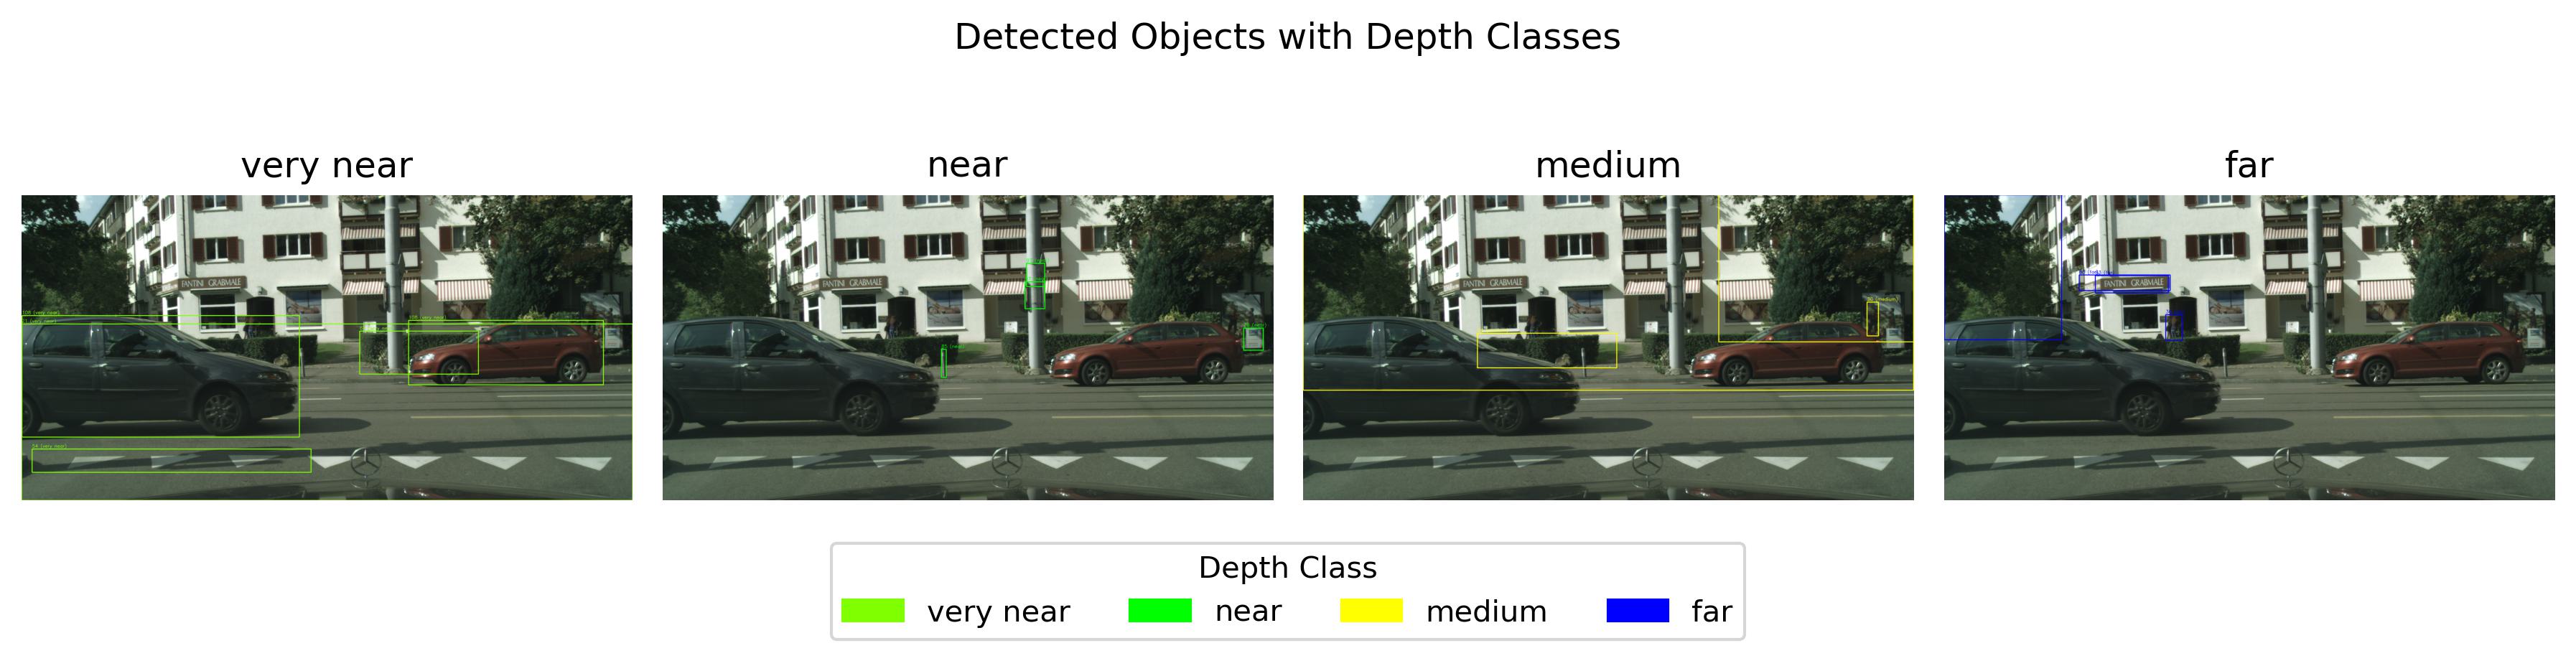 Detected Objects with Depth Classes
very near
near
medium
far
FANTINI GRABMALE
FANTINI GRABMALE
FANTINI GRABMALE
FANTINI GRABMALE
Depth Class
very near
near
medium
far